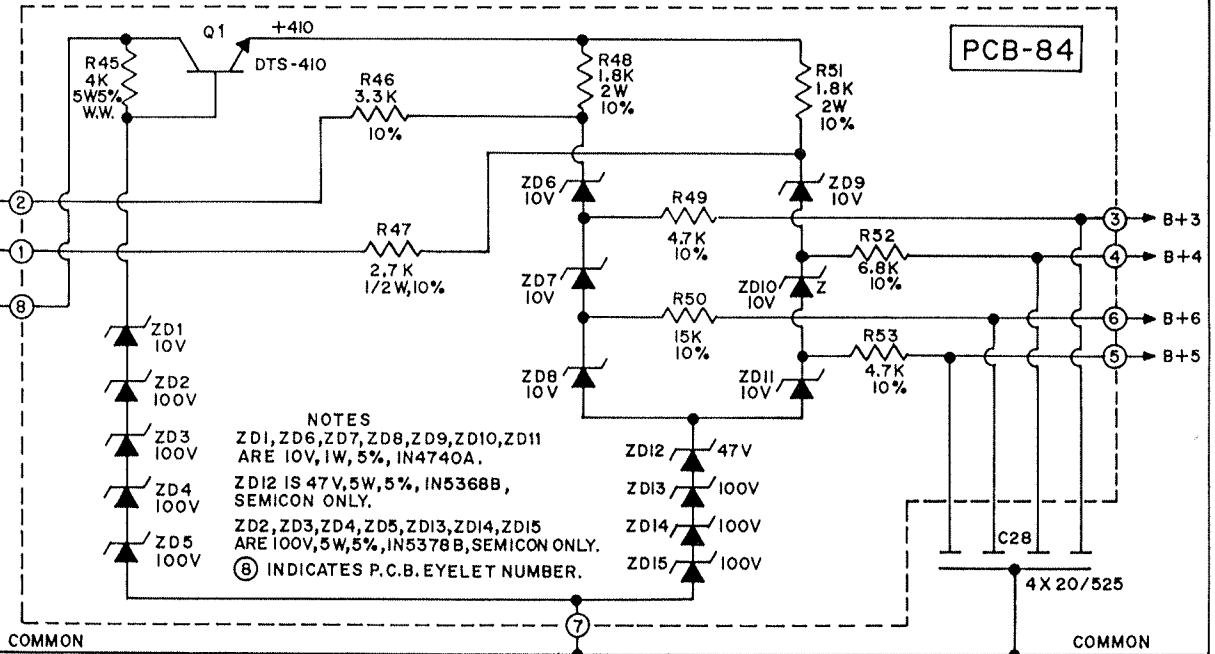 Q1
+410
DTS-410
PCB-84
R45
4K
5W5%
W.W.
R46
3.3K
10%
R48
1.8K
2W
10%
R51
1.8K
2W
10%
2
1
8
R47
2.7K
1/2W,10%
ZD6
10V
ZD9
10V
R49
4.7K
10%
3
B+3
R52
6.8K
10%
4
B+4
ZD7
10V
ZD10
10V
Z
R50
15K
10%
6
B+6
R53
4.7K
10%
5
B+5
ZD8
10V
ZD11
10V
ZD1
10V
ZD2
100V
ZD3
100V
ZD4
100V
ZD5
100V
NOTES
ZD1,ZD6,ZD7,ZD8,ZD9,ZD10,ZD11
ARE 10V,1W,5%,IN4740A.
ZD12 IS 47V,5W,5%,IN5368B,
SEMICON ONLY.
ZD2,ZD3,ZD4,ZD5,ZD13,ZD14,ZD15
ARE 100V,5W,5%,IN5378B,SEMICON ONLY.
8 INDICATES P.C.B.EYELET NUMBER.
ZD12 47V
ZD13 100V
ZD14 100V
ZD15 100V
C28
4X20/525
7
COMMON
COMMON